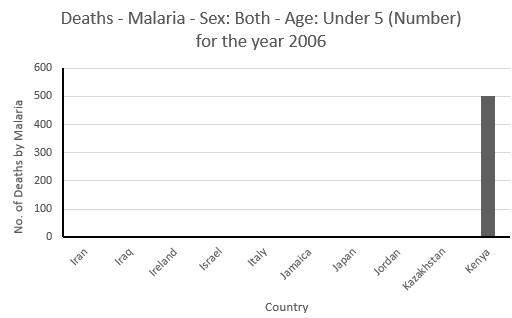 Deaths - Malaria - Sex: Both - Age: Under 5 (Number)
for the year 2006
600
500
400
300
200
100
0
No. of Deaths by Malaria
Iran
Iraq
Ireland
Israel
Italy
Jamaica
Japan
Jordan
Kazakhstan
Kenya
Country